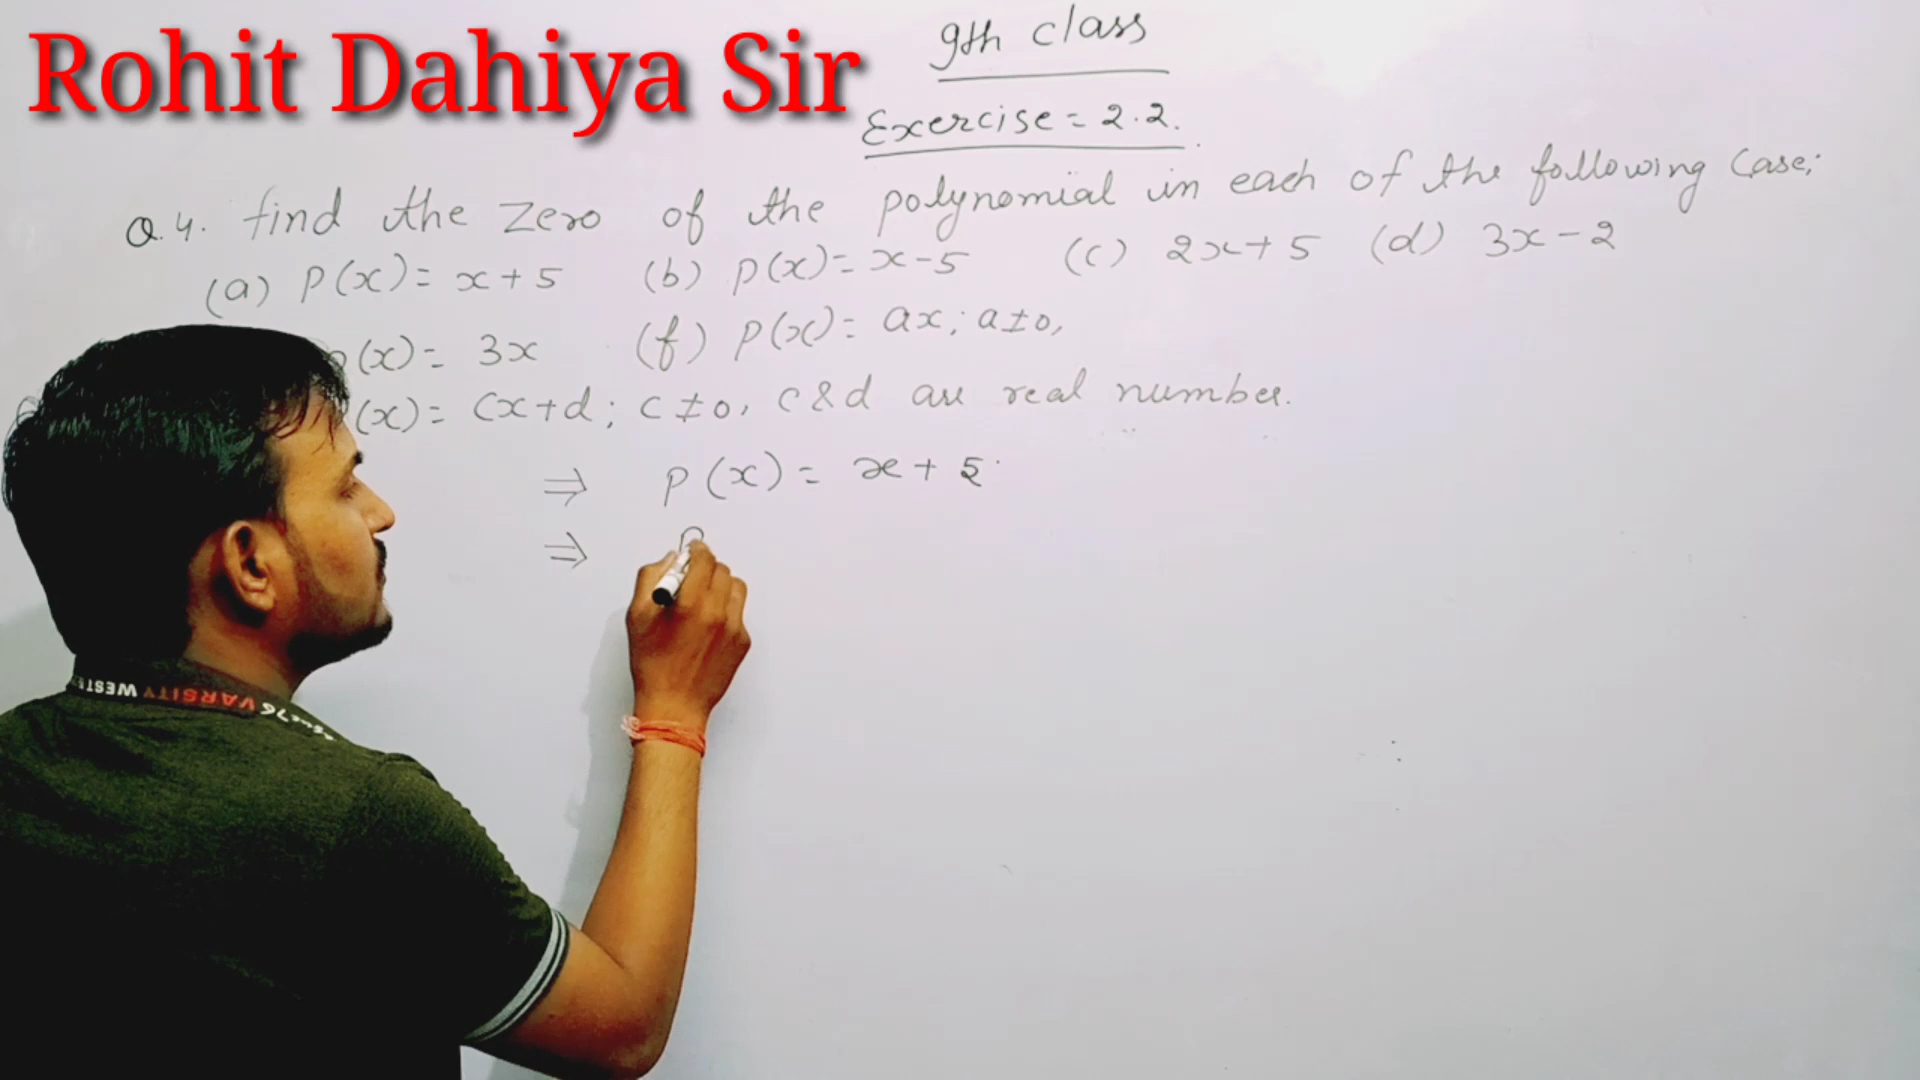 Rohit Dahiya Sir
9th class
Exercise = 2.2.
Q.4. find the zero of the polynomial in each of the following case;
(a) P(x) = x + 5 (b) p(x) = x - 5 (c) 2x + 5 (d) 3x - 2
p(x) = 3x (f) p(x) = ax; a≠0,
(x) = cx + d; c≠0, c & d are real number.
⇒ P(x) = x + 5
⇒
WESTE VARSITY